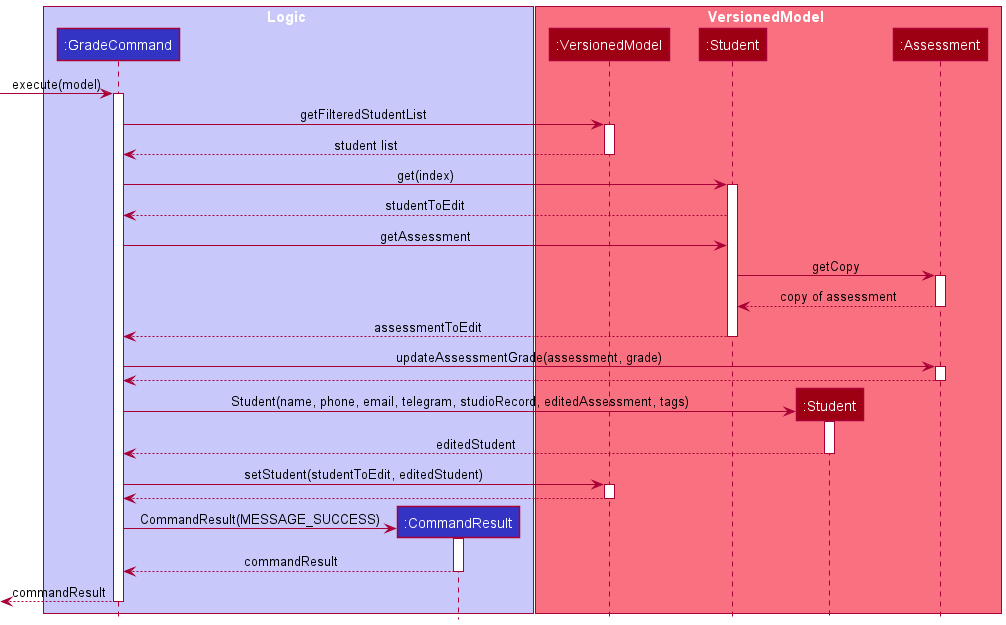 Logic
VersionedModel
:GradeCommand
:VersionedModel
:Student
:Assessment
execute(model)
getFilteredStudentList
student list
get(index)
studentToEdit
getAssessment
getCopy
copy of assessment
assessmentToEdit
updateAssessmentGrade(assessment, grade)
Student(name, phone, email, telegram, studioRecord, editedAssessment, tags)
:Student
editedStudent
setStudent(studentToEdit, editedStudent)
CommandResult(MESSAGE_SUCCESS)
:CommandResult
commandResult
commandResult